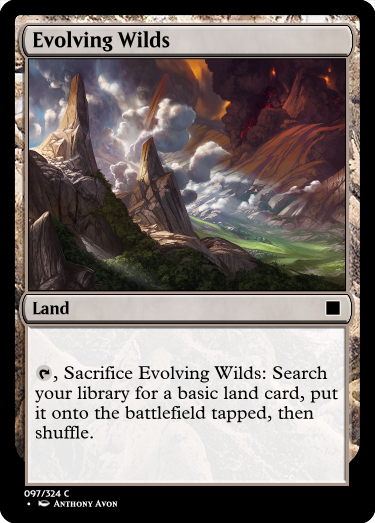 Evolving Wilds
Land
, Sacrifice Evolving Wilds: Search
your library for a basic land card, put
it onto the battlefield tapped, then
shuffle.
097/324 C
• Anthony Avon